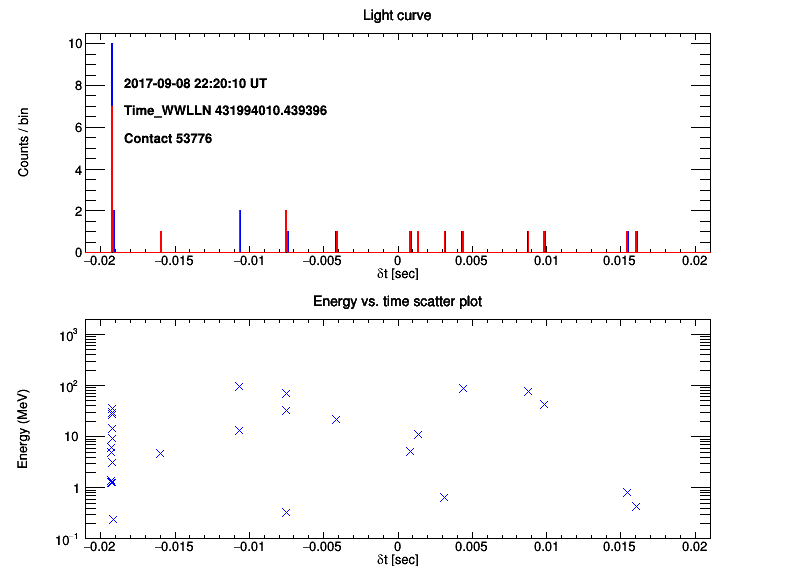 Light curve
10
8
6
4
2
0
Counts / bin
2017-09-08 22:20:10 UT
Time_WWLLN 431994010.439396
Contact 53776
−0.02 −0.015 −0.01 −0.005 0 0.005 0.01 0.015 0.02
δt [sec]
Energy vs. time scatter plot
10³
10²
10
1
10⁻¹
Energy (MeV)
−0.02 −0.015 −0.01 −0.005 0 0.005 0.01 0.015 0.02
δt [sec]